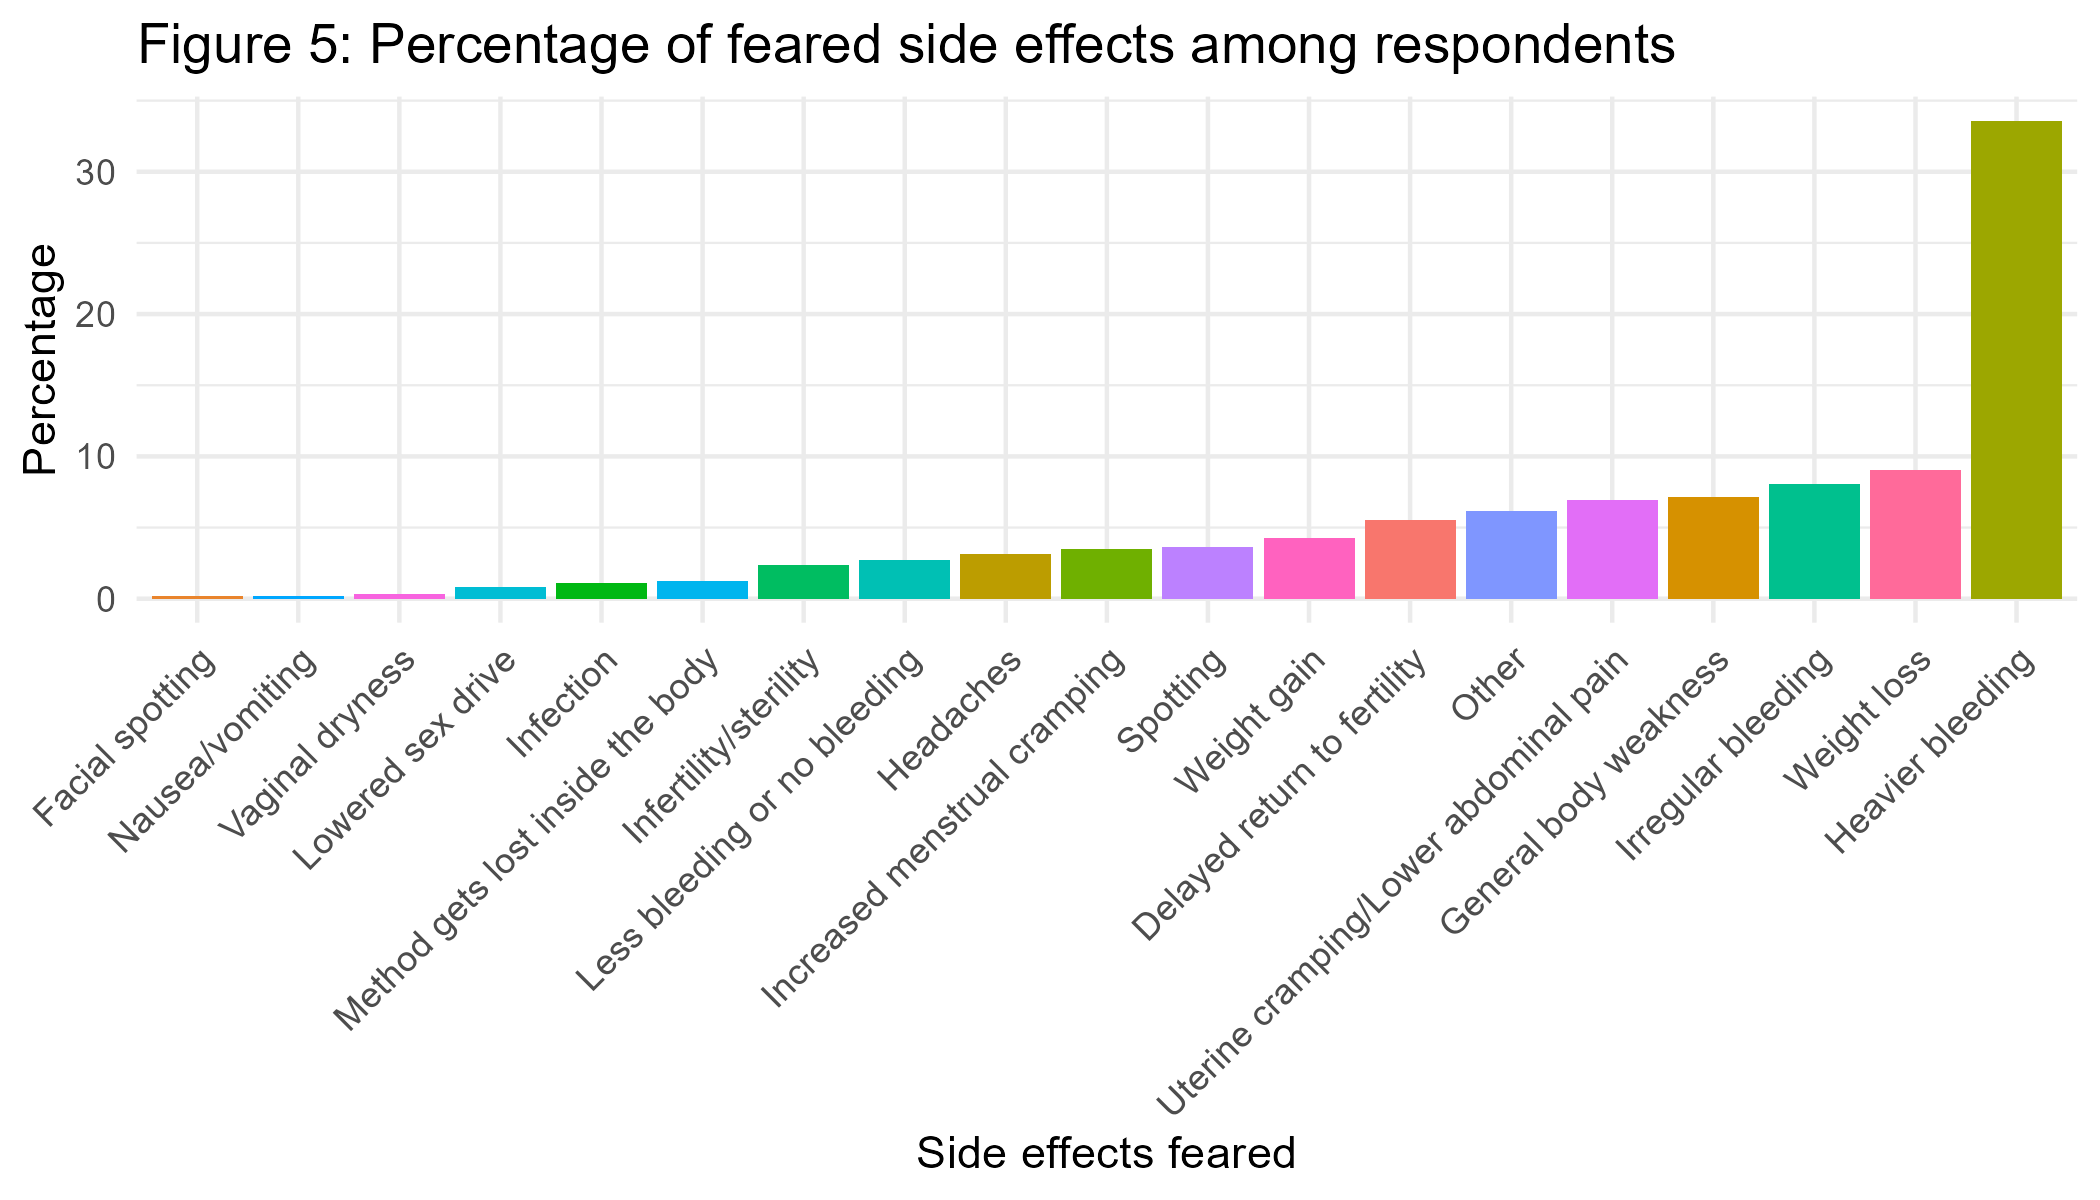 Figure 5: Percentage of feared side effects among respondents
Percentage
30
20
10
0
Facial spotting
Nausea/vomiting
Vaginal dryness
Lowered sex drive
Infection
Method gets lost inside the body
Infertility/sterility
Less bleeding or no bleeding
Headaches
Increased menstrual cramping
Spotting
Weight gain
Delayed return to fertility
Other
Uterine cramping/Lower abdominal pain
General body weakness
Irregular bleeding
Weight loss
Heavier bleeding
Side effects feared